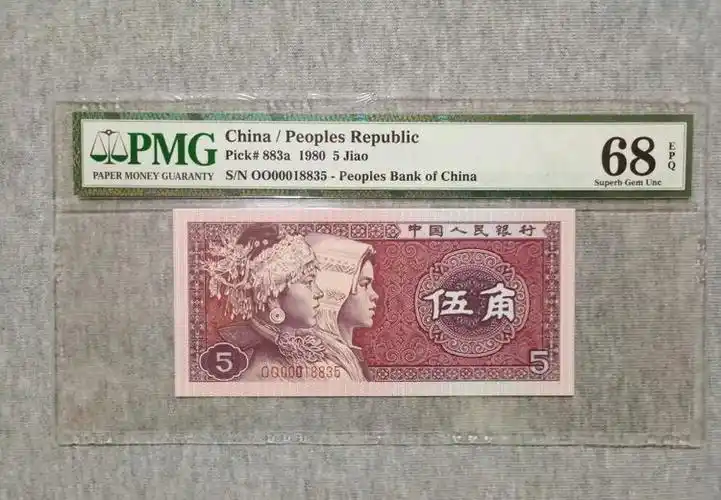 PMG
PAPER MONEY GUARANTY
China / Peoples Republic
Pick# 883a 1980 5 Jiao
S/N OO00018835 - Peoples Bank of China
68
EPQ
Superb Gem Unc
中国人民银行
伍角
5
OO00018835
5